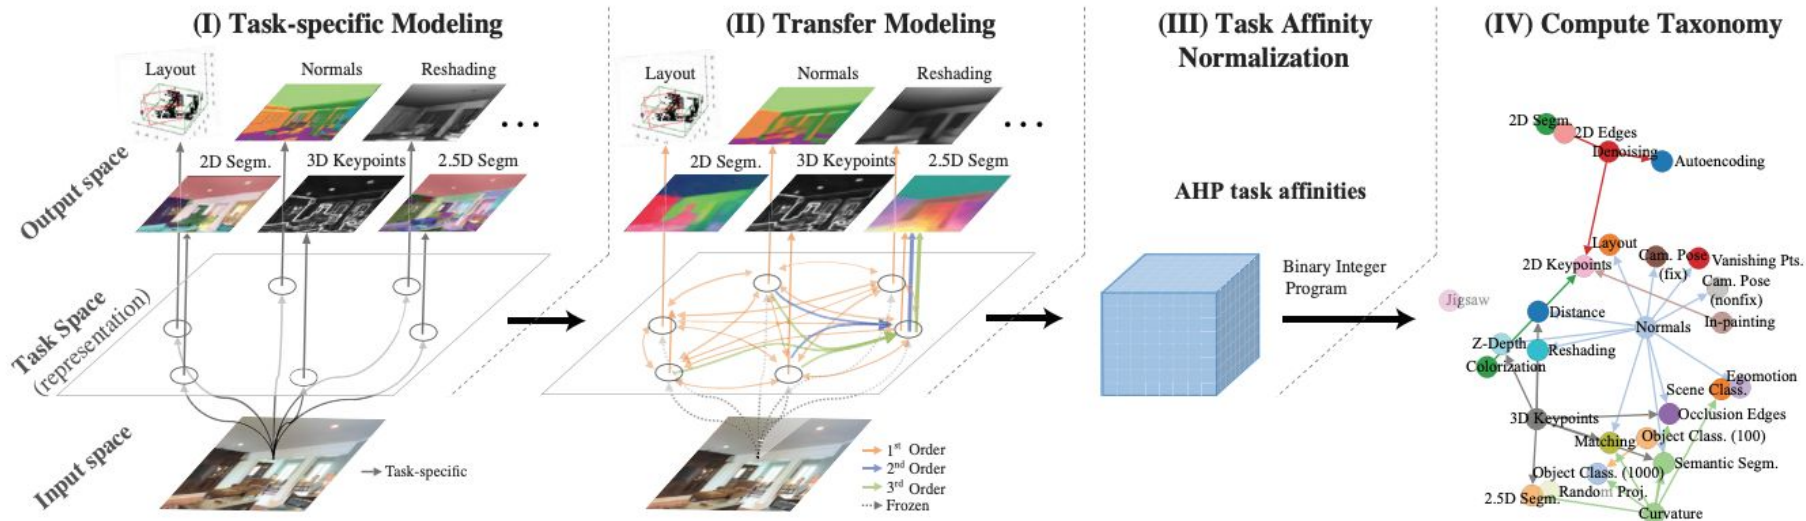 (I) Task-specific Modeling
Layout
Normals
Reshading
...
2D Segm.
3D Keypoints
2.5D Segm
Output space
Task Space
(representation)
Input space
Task-specific
(II) Transfer Modeling
Layout
Normals
Reshading
...
2D Segm.
3D Keypoints
2.5D Segm
1st Order
2nd Order
3rd Order
Frozen
(III) Task Affinity
Normalization
AHP task affinities
Binary Integer
Program
(IV) Compute Taxonomy
2D Segm.
2D Edges
Denoising
Autoencoding
Layout
Cam. Pose
(fix)
Vanishing Pts.
2D Keypoints
Cam. Pose
(nonfix)
Jigsaw
Distance
Normals
In-painting
Z-Depth
Reshading
Colorization
Egomotion
Scene Class.
3D Keypoints
Occlusion Edges
Matching
Object Class. (100)
Object Class. (1000)
Semantic Segm.
2.5D Segm.
Random Proj.
Curvature